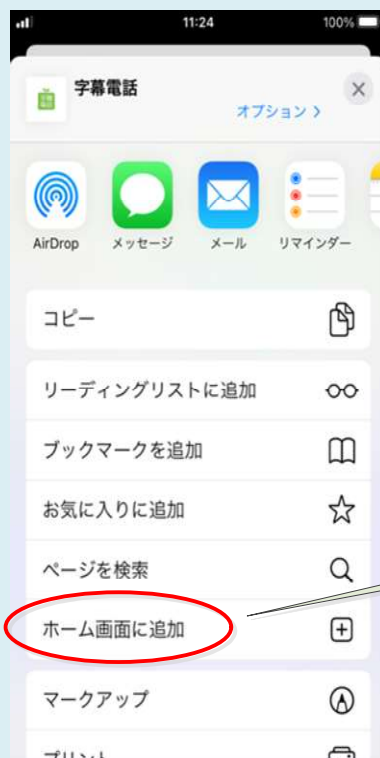 11:24
100%
字幕電話
オプション >
AirDrop
メッセージ
メール
リマインダー
コピー
リーディングリストに追加
ブックマークを追加
お気に入りに追加
ページを検索
ホーム画面に追加
マークアップ
プリント